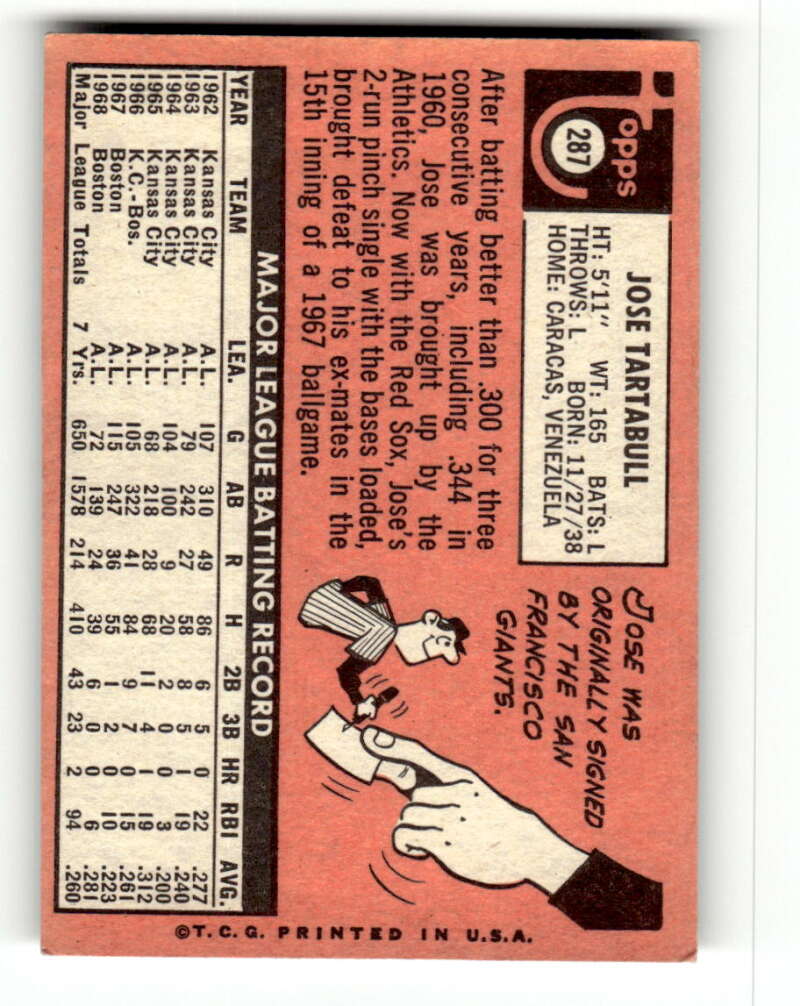 Topps
287
JOSE TARTABULL
HT: 5'11" WT: 165 BATS: L
THROWS: L BORN: 11/27/38
HOME: CARACAS, VENEZUELA
After batting better than .300 for three
consecutive years, including .344 in
1960, Jose was brought up by the
Athletics. Now with the Red Sox, Jose's
2-run pinch single with the bases loaded,
brought defeat to his ex-mates in the
15th inning of a 1967 ballgame.
JOSE WAS
ORIGINALLY SIGNED
BY THE SAN
FRANCISCO
GIANTS.
MAJOR LEAGUE BATTING RECORD
YEAR TEAM LEA. G AB R H 2B 3B HR RBI AVG.
1962 Kansas City A.L. 107 310 49 86 6 5 0 22 .277
1963 Kansas City A.L. 79 242 27 58 8 5 1 19 .240
1964 Kansas City A.L. 104 100 9 20 2 0 0 3 .200
1965 Kansas City A.L. 68 218 28 68 11 4 1 19 .312
1966 K.C.-Bos. A.L. 105 322 41 84 9 7 0 15 .261
1967 Boston A.L. 115 247 36 55 1 2 0 10 .223
1968 Boston A.L. 72 139 24 39 6 0 0 6 .281
Major League Totals 7 Yrs. 650 1578 214 410 43 23 2 94 .260
©T.C.G. PRINTED IN U.S.A.